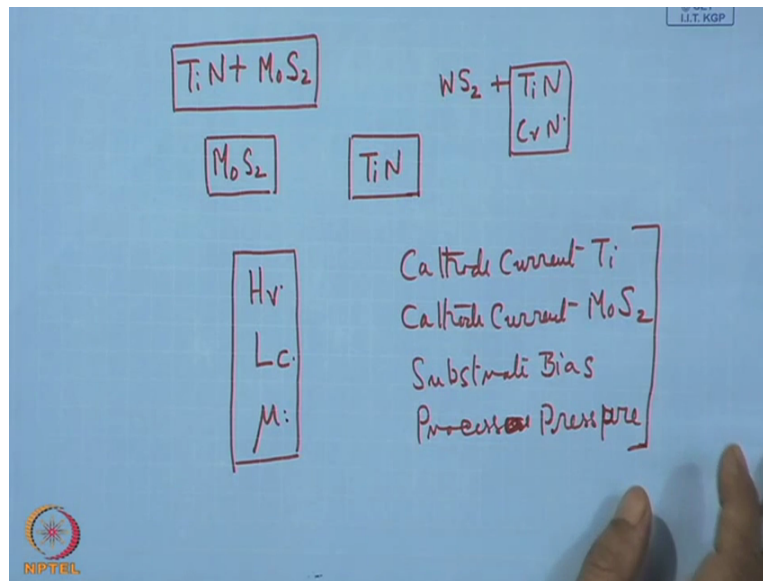 I.I.T. KGP
TiN + MoS2
WS2 + TiN
CrN
MoS2
TiN
Hv
Lc
μ
Cathode Current - Ti
Cathode Current - MoS2
Substrate Bias
Process Pressure
NPTEL